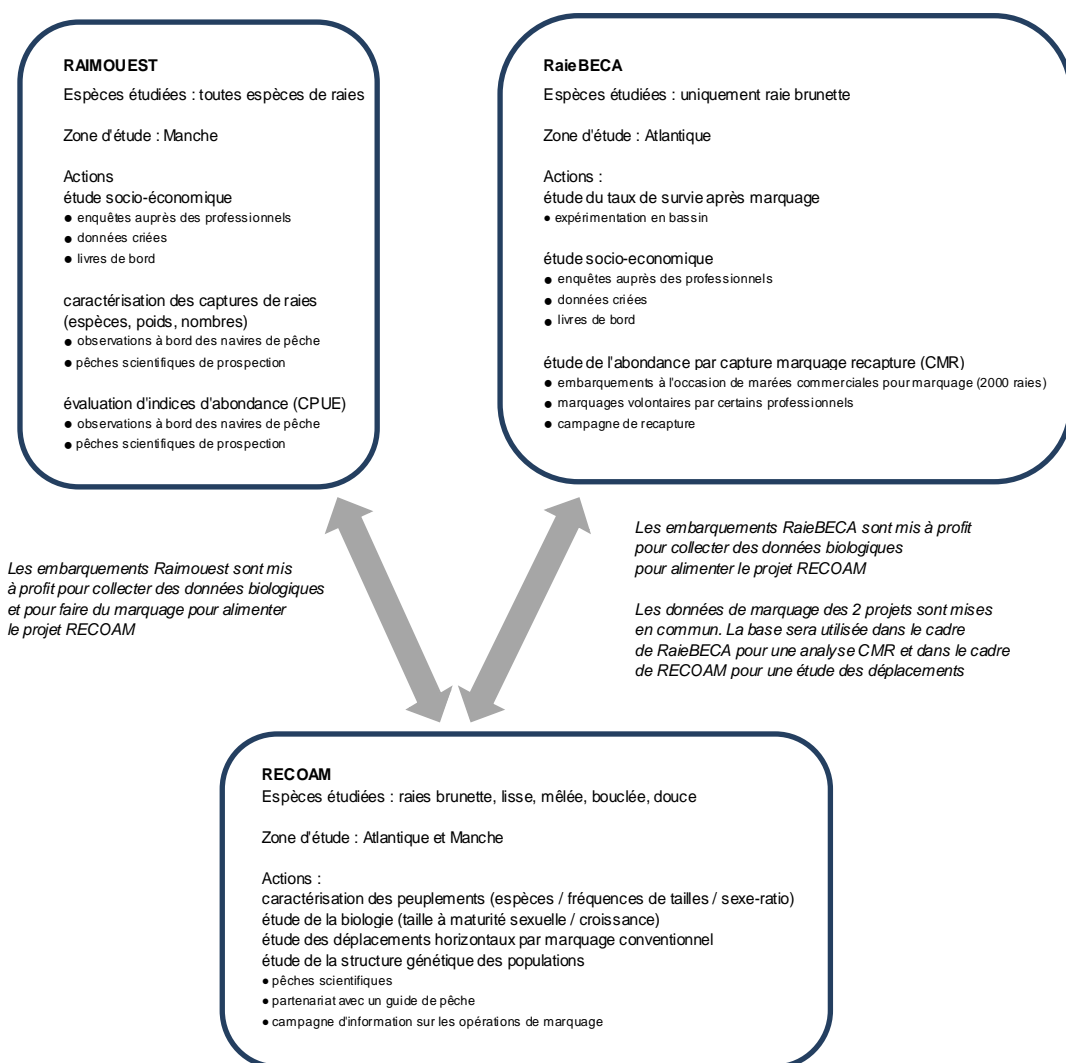 RAIMOUEST
Espèces étudiées : toutes espèces de raies
Zone d'étude : Manche
Actions
étude socio-économique
● enquêtes auprès des professionnels
● données criées
● livres de bord
caractérisation des captures de raies
(espèces, poids, nombres)
● observations à bord des navires de pêche
● pêches scientifiques de prospection
évaluation d'indices d'abondance (CPUE)
● observations à bord des navires de pêche
● pêches scientifiques de prospection
RaieBECA
Espèces étudiées : uniquement raie brunette
Zone d'étude : Atlantique
Actions :
étude du taux de survie après marquage
● expérimentation en bassin
étude socio-economique
● enquêtes auprès des professionnels
● données criées
● livres de bord
étude de l'abondance par capture marquage recapture (CMR)
● embarquements à l'occasion de marées commerciales pour marquage (2000 raies)
● marquages volontaires par certains professionnels
● campagne de recapture
Les embarquements Raimouest sont mis
à profit pour collecter des données biologiques
et pour faire du marquage pour alimenter
le projet RECOAM
Les embarquements RaieBECA sont mis à profit
pour collecter des données biologiques
pour alimenter le projet RECOAM
Les données de marquage des 2 projets sont mises
en commun. La base sera utilisée dans le cadre
de RaieBECA pour une analyse CMR et dans le cadre
de RECOAM pour une étude des déplacements
RECOAM
Espèces étudiées : raies brunette, lisse, mêlée, bouclée, douce
Zone d'étude : Atlantique et Manche
Actions :
caractérisation des peuplements (espèces / fréquences de tailles / sexe-ratio)
étude de la biologie (taille à maturité sexuelle / croissance)
étude des déplacements horizontaux par marquage conventionnel
étude de la structure génétique des populations
● pêches scientifiques
● partenariat avec un guide de pêche
● campagne d'information sur les opérations de marquage